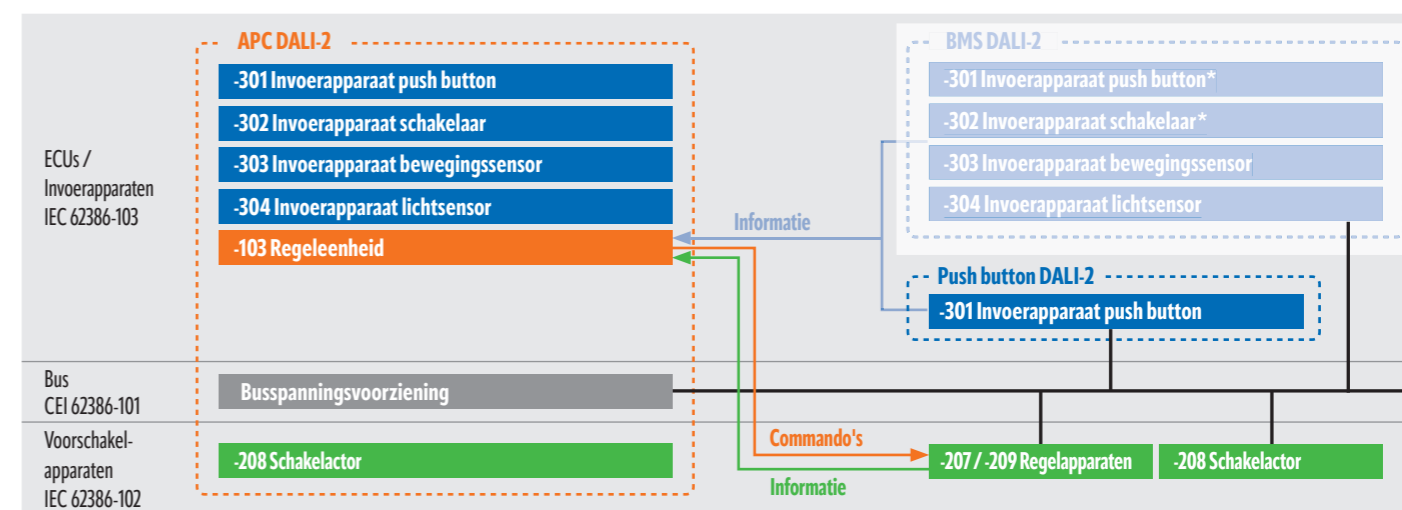 APC DALI-2
-301 Invoerapparaat push button
-302 Invoerapparaat schakelaar
-303 Invoerapparaat bewegingssensor
-304 Invoerapparaat lichtsensor
-103 Regeleenheid
ECUs /
Invoerapparaten
IEC 62386-103
Informatie
BMS DALI-2
-301 Invoerapparaat push button*
-302 Invoerapparaat schakelaar*
-303 Invoerapparaat bewegingssensor
-304 Invoerapparaat lichtsensor
Push button DALI-2
-301 Invoerapparaat push button
Bus
CEI 62386-101
Busspanningsvoorziening
Voorschakel-
apparaten
IEC 62386-102
-208 Schakelactor
Commando's
Informatie
-207 / -209 Regelapparaten
-208 Schakelactor